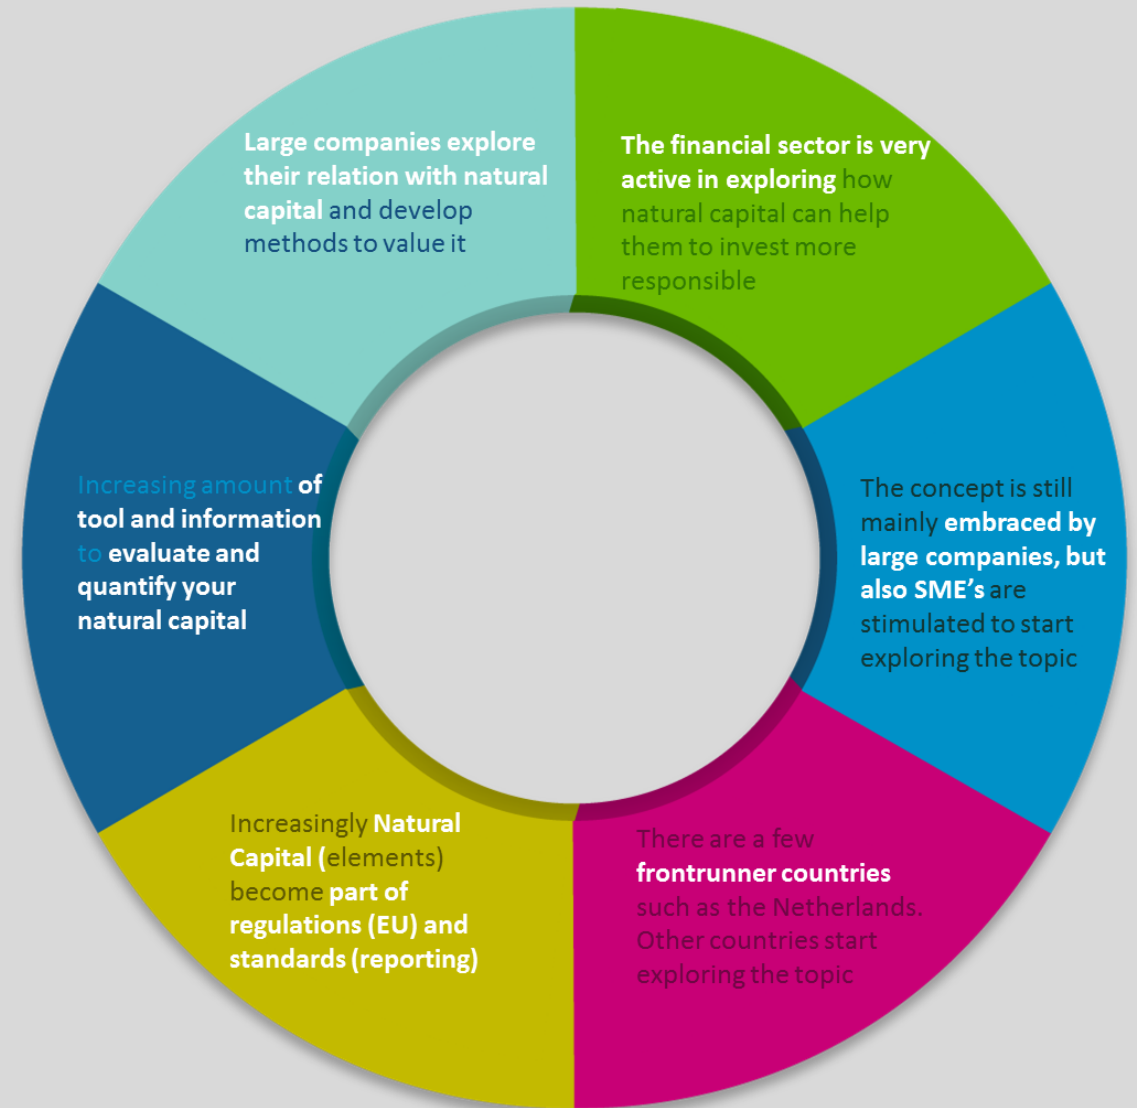 Large companies explore
their relation with natural
capital and develop
methods to value it
The financial sector is very
active in exploring how
natural capital can help
them to invest more
responsible
The concept is still
mainly embraced by
large companies, but
also SME’s are
stimulated to start
exploring the topic
There are a few
frontrunner countries
such as the Netherlands.
Other countries start
exploring the topic
Increasingly Natural
Capital (elements)
become part of
regulations (EU) and
standards (reporting)
Increasing amount of
tool and information
to evaluate and
quantify your
natural capital